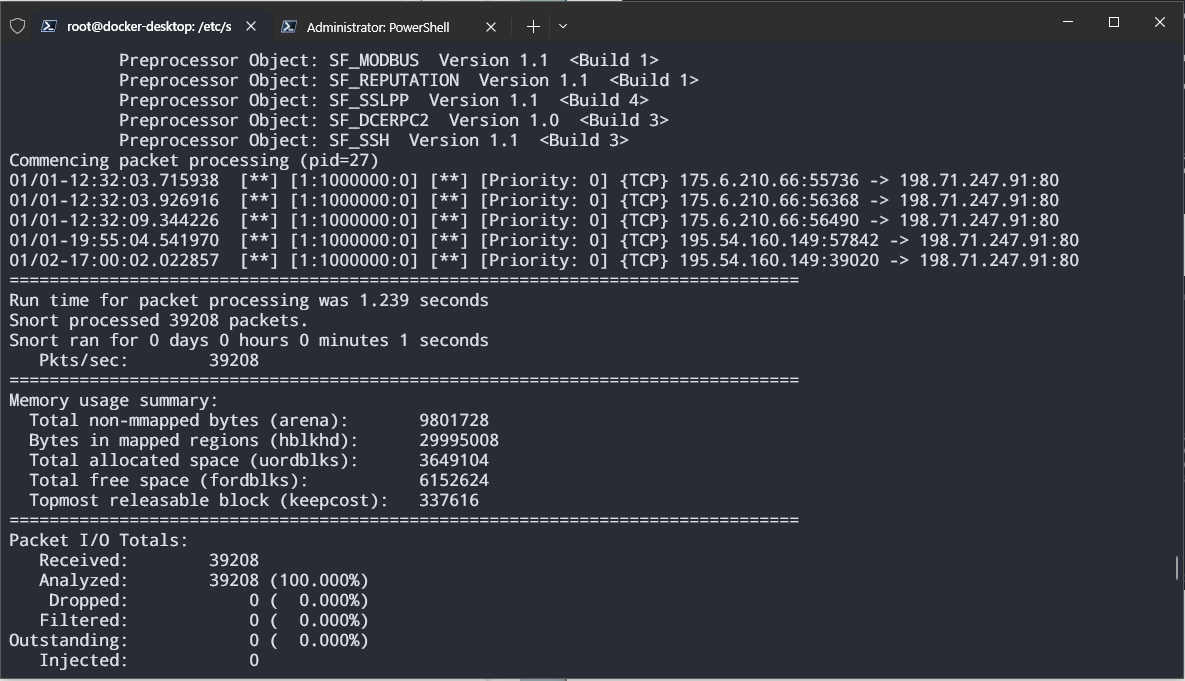 root@docker-desktop: /etc/s
Administrator: PowerShell
Preprocessor Object: SF_MODBUS  Version 1.1  <Build 1>
Preprocessor Object: SF_REPUTATION  Version 1.1  <Build 1>
Preprocessor Object: SF_SSLPP  Version 1.1  <Build 4>
Preprocessor Object: SF_DCERPC2  Version 1.0  <Build 3>
Preprocessor Object: SF_SSH  Version 1.1  <Build 3>
Commencing packet processing (pid=27)
01/01-12:32:03.715938  [**] [1:1000000:0] [**] [Priority: 0] {TCP} 175.6.210.66:55736 -> 198.71.247.91:80
01/01-12:32:03.926916  [**] [1:1000000:0] [**] [Priority: 0] {TCP} 175.6.210.66:56368 -> 198.71.247.91:80
01/01-12:32:09.344226  [**] [1:1000000:0] [**] [Priority: 0] {TCP} 175.6.210.66:56490 -> 198.71.247.91:80
01/01-19:55:04.541970  [**] [1:1000000:0] [**] [Priority: 0] {TCP} 195.54.160.149:57842 -> 198.71.247.91:80
01/02-17:00:02.022857  [**] [1:1000000:0] [**] [Priority: 0] {TCP} 195.54.160.149:39020 -> 198.71.247.91:80
===============================================================================
Run time for packet processing was 1.239 seconds
Snort processed 39208 packets.
Snort ran for 0 days 0 hours 0 minutes 1 seconds
Pkts/sec:        39208
===============================================================================
Memory usage summary:
Total non-mmapped bytes (arena):       9801728
Bytes in mapped regions (hblkhd):      29995008
Total allocated space (uordblks):      3649104
Total free space (fordblks):           6152624
Topmost releasable block (keepcost):   337616
===============================================================================
Packet I/O Totals:
Received:        39208
Analyzed:        39208 (100.000%)
Dropped:            0 (  0.000%)
Filtered:            0 (  0.000%)
Outstanding:            0 (  0.000%)
Injected:            0